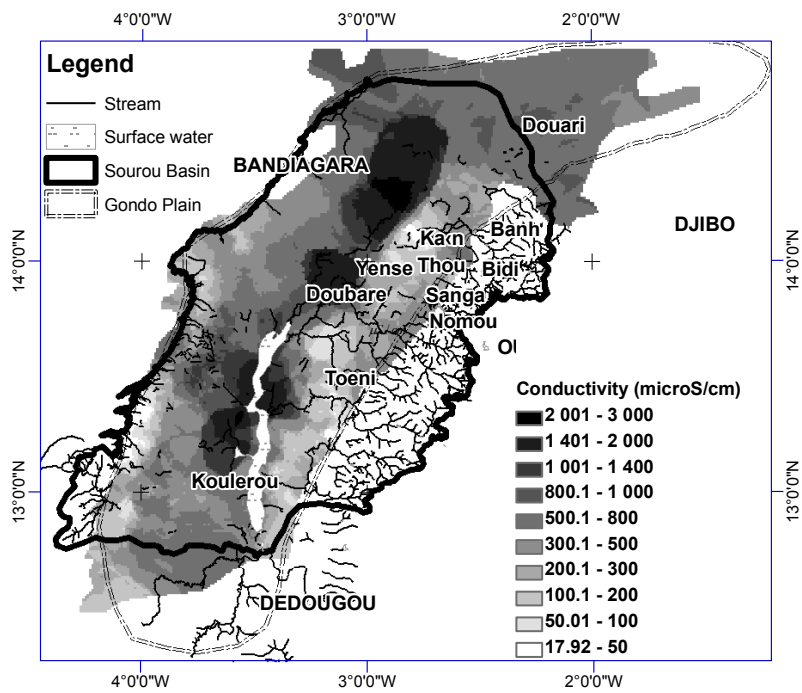 4°0'0"W 3°0'0"W 2°0'0"W
Legend
Stream
Surface water
Sourou Basin
Gondo Plain
Douari
BANDIAGARA
DJIBO
Banh
Kain
14°0'0"N
14°0'0"N
Yense Thou Bidi
Doubare Sanga
Nomou
OU
Toeni
Conductivity (microS/cm)
2 001 - 3 000
1 401 - 2 000
1 001 - 1 400
800.1 - 1 000
500.1 - 800
300.1 - 500
200.1 - 300
100.1 - 200
50.01 - 100
17.92 - 50
Koulerou
13°0'0"N
13°0'0"N
DEDOUGOU
4°0'0"W 3°0'0"W 2°0'0"W